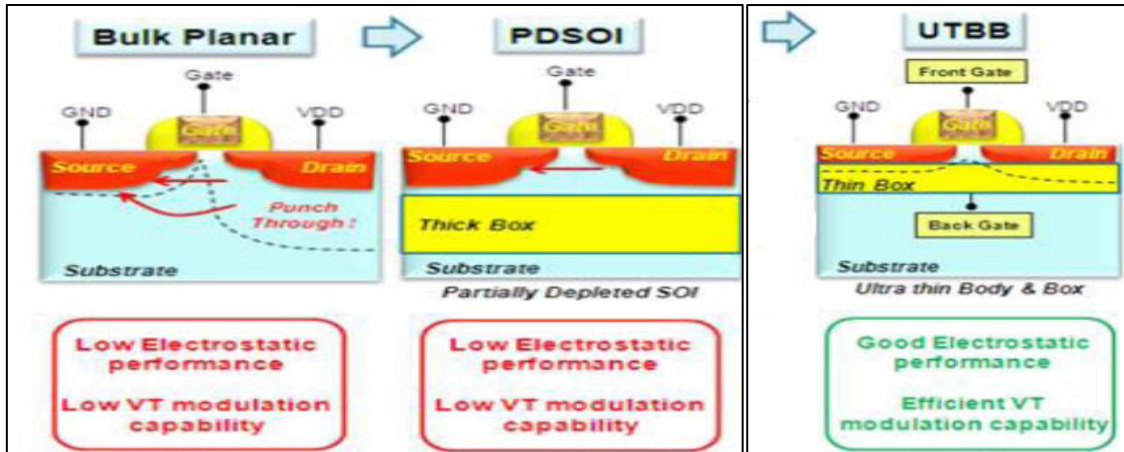 Bulk Planar
PDSOI
UTBB
Gate
GND
VDD
Gate
Source
Drain
Punch
Through!
Substrate
Gate
GND
VDD
Gate
Source
Drain
Thick Box
Substrate
Partially Depleted SOI
Front Gate
GND
VDD
Gate
Source
Drain
Thin Box
Back Gate
Substrate
Ultra thin Body & Box
Low Electrostatic
performance
Low VT modulation
capability
Low Electrostatic
performance
Low VT modulation
capability
Good Electrostatic
performance
Efficient VT
modulation capability